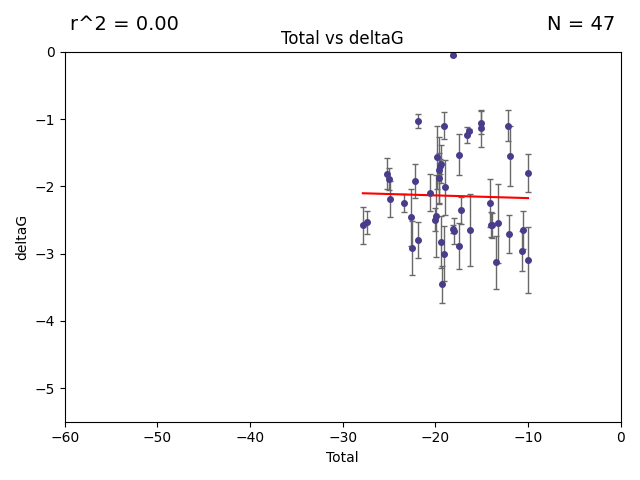 r^2 = 0.00
N = 47
Total vs deltaG
0
−1
−2
−3
−4
−5
deltaG
−60
−50
−40
−30
−20
−10
0
Total